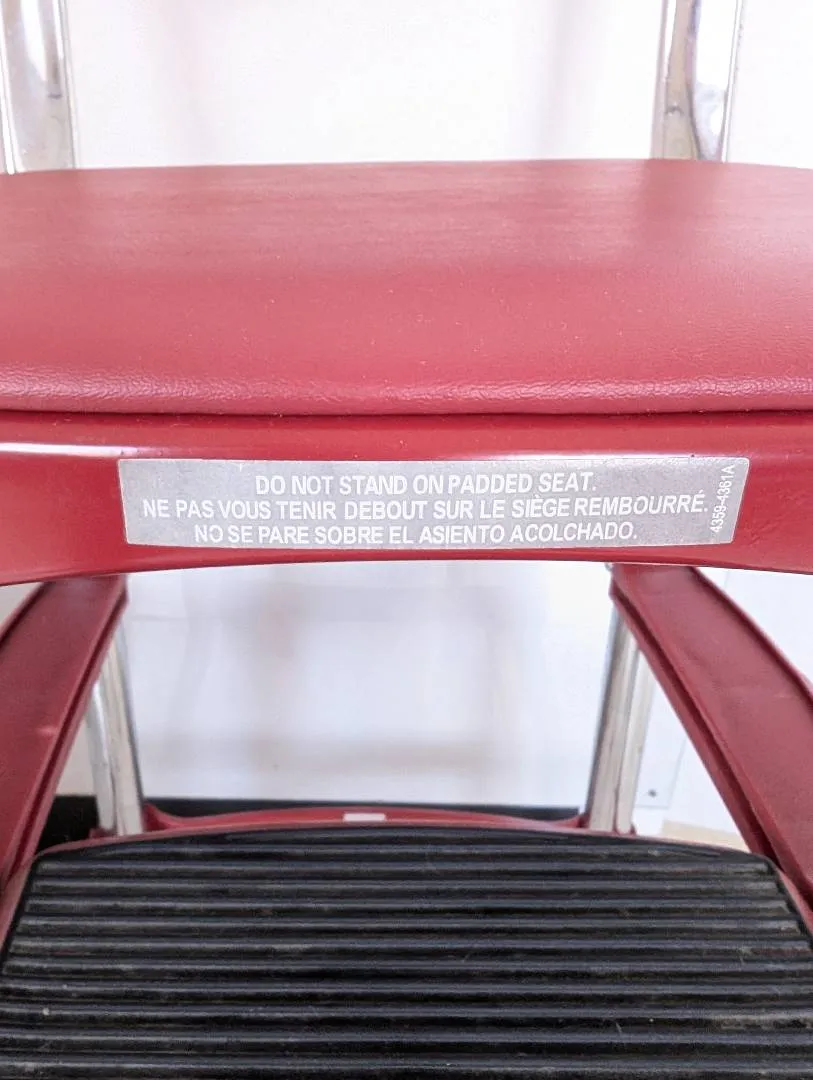 DO NOT STAND ON PADDED SEAT.
NE PAS VOUS TENIR DEBOUT SUR LE SIÈGE REMBOURRÉ.
NO SE PARE SOBRE EL ASIENTO ACOLCHADO.
4359-4361A